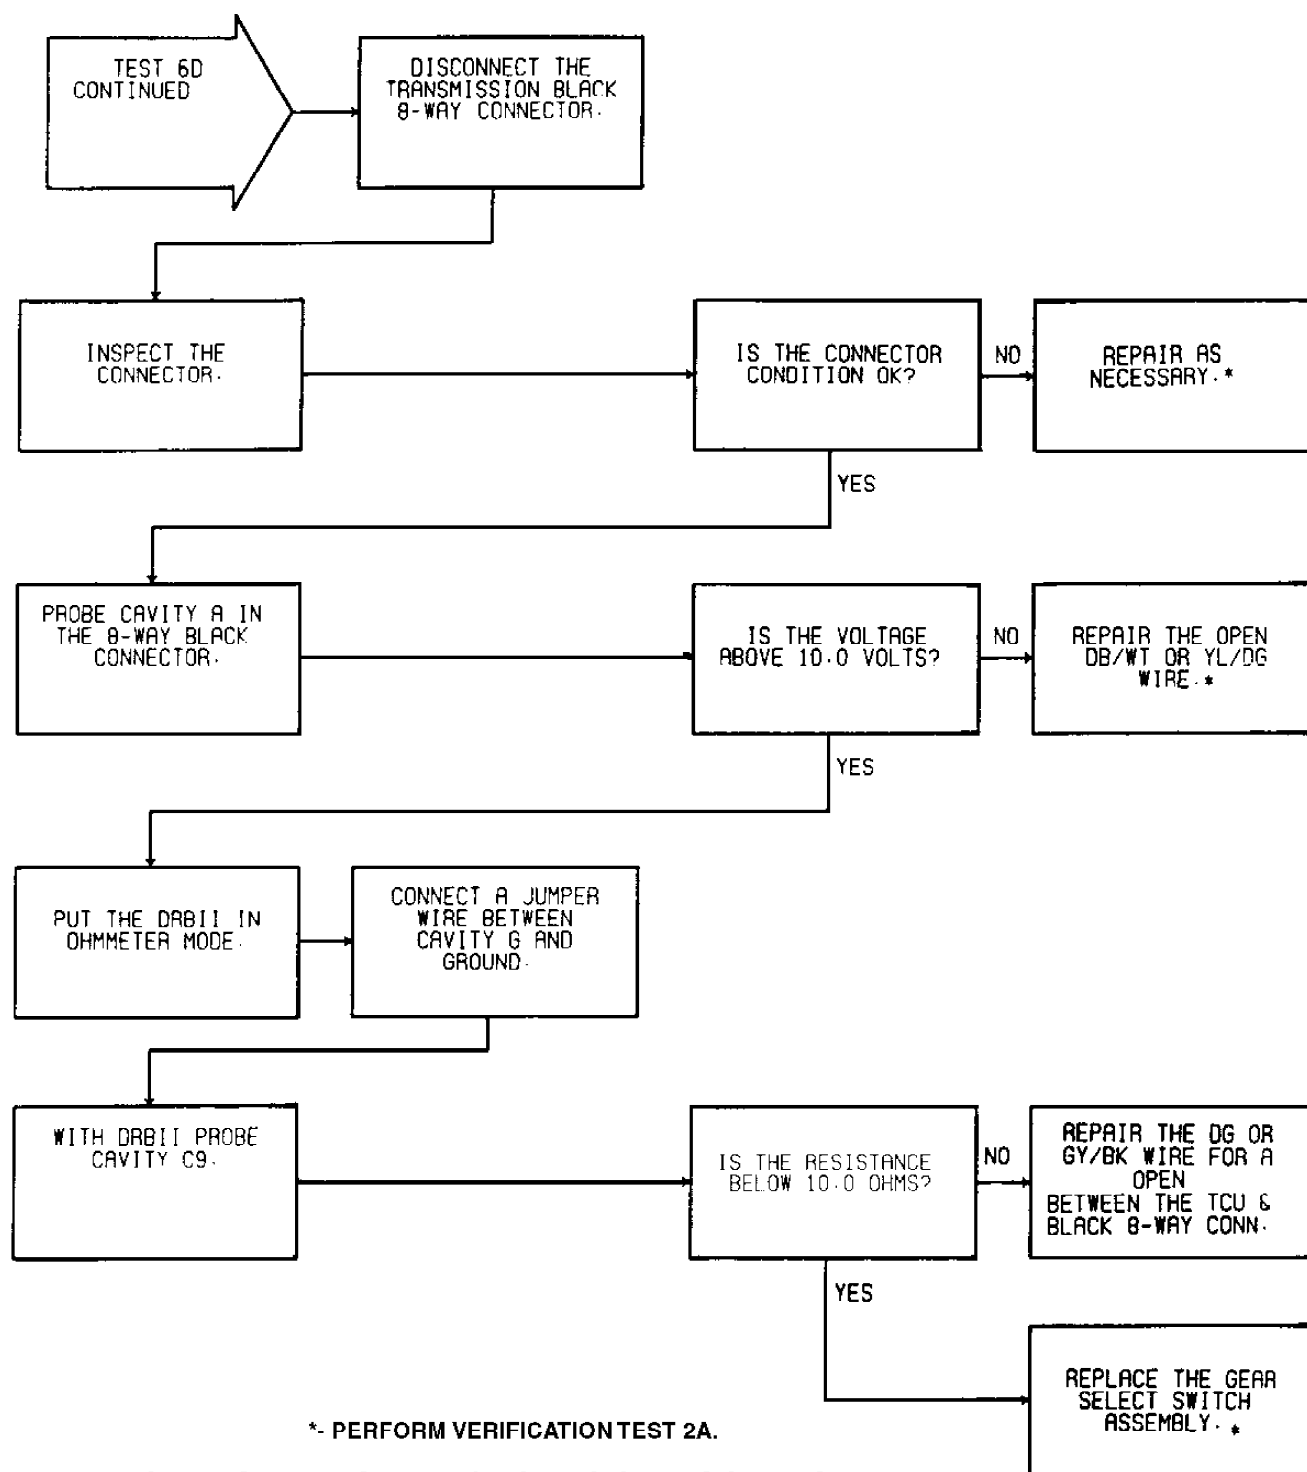 TEST 6D
CONTINUED
DISCONNECT THE
TRANSMISSION BLACK
8-WAY CONNECTOR.
INSPECT THE
CONNECTOR.
IS THE CONNECTOR
CONDITION OK?
NO
REPAIR AS
NECESSARY.*
YES
PROBE CAVITY A IN
THE 8-WAY BLACK
CONNECTOR.
IS THE VOLTAGE
ABOVE 10.0 VOLTS?
NO
REPAIR THE OPEN
DB/WT OR YL/DG
WIRE.*
YES
PUT THE DRBII IN
OHMMETER MODE.
CONNECT A JUMPER
WIRE BETWEEN
CAVITY G AND
GROUND.
WITH DRBII PROBE
CAVITY C9.
IS THE RESISTANCE
BELOW 10.0 OHMS?
NO
REPAIR THE DG OR
GY/BK WIRE FOR A
OPEN
BETWEEN THE TCU &
BLACK 8-WAY CONN.
YES
REPLACE THE GEAR
SELECT SWITCH
ASSEMBLY. *
*- PERFORM VERIFICATION TEST 2A.